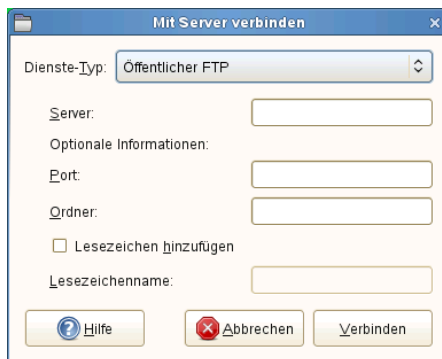 Mit Server verbinden
Dienste-Typ: Öffentlicher FTP
Server:
Optionale Informationen:
Port:
Ordner:
Lesezeichen hinzufügen
Lesezeichenname:
Hilfe Abbrechen Verbinden